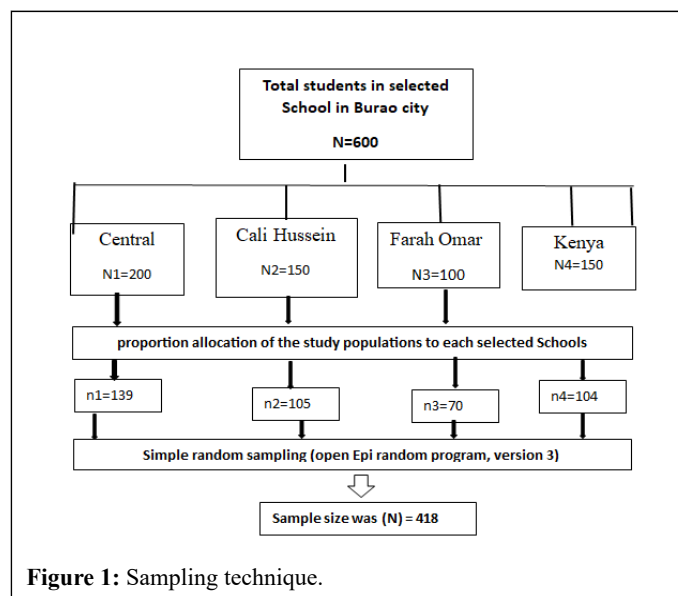 Total students in selected
School in Burao city
N=600
Central
N1=200
Cali Hussein
N2=150
Farah Omar
N3=100
Kenya
N4=150
proportion allocation of the study populations to each selected Schools
n1=139
n2=105
n3=70
n4=104
Simple random sampling (open Epi random program, version 3)
Sample size was (N) = 418
Figure 1: Sampling technique.